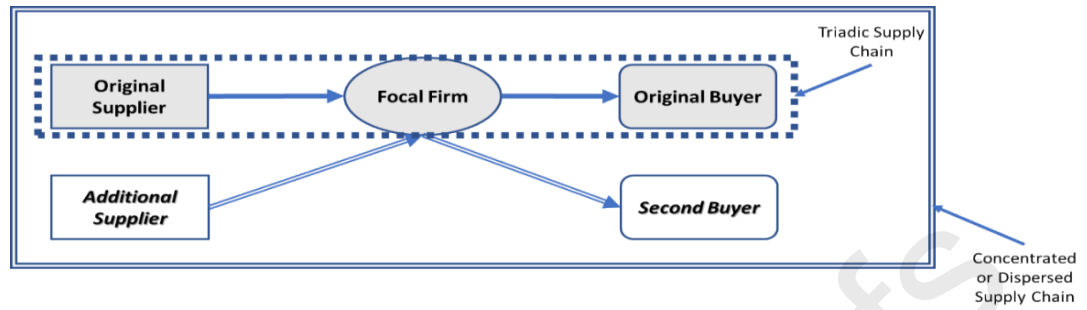 Triadic Supply
Chain
Original
Supplier
Focal Firm
Original Buyer
Additional
Supplier
Second Buyer
Concentrated
or Dispersed
Supply Chain